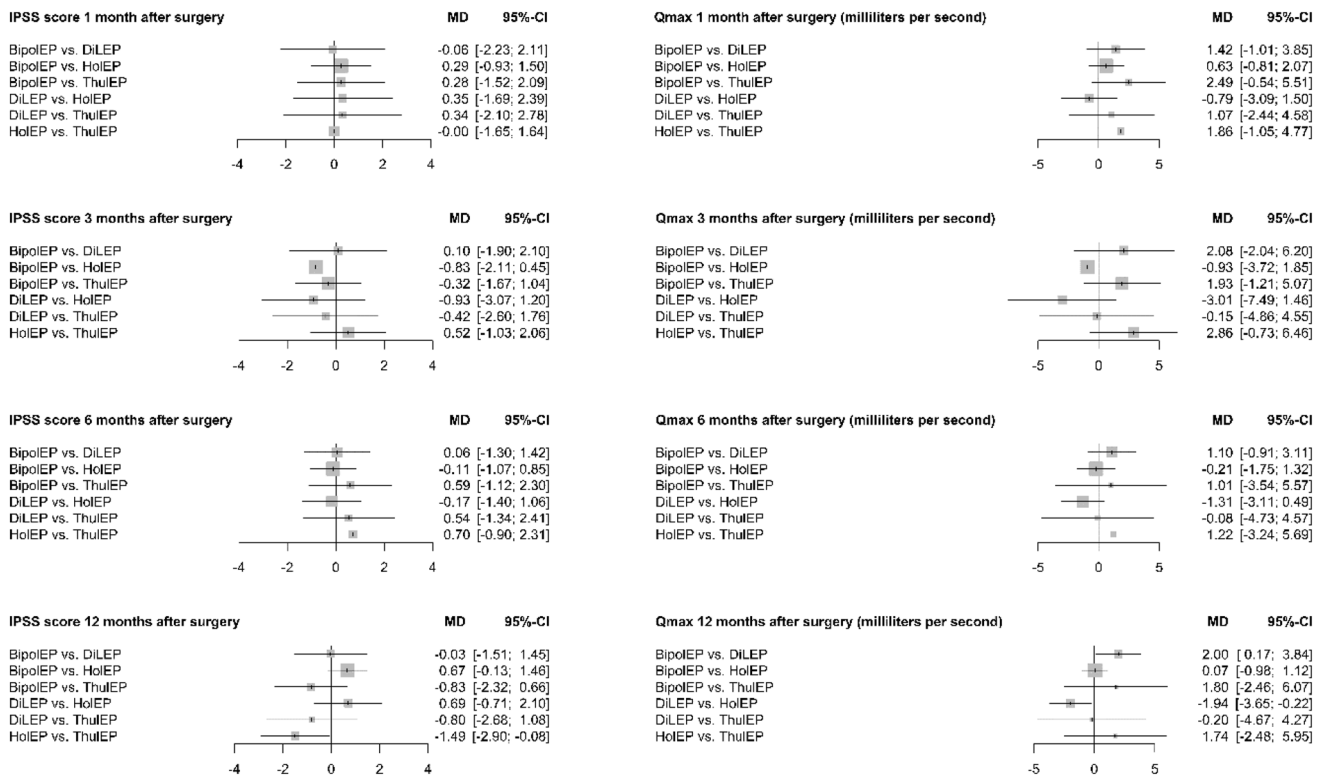 IPSS score 1 month after surgery MD 95%-CI
BipolEP vs. DiLEP -0.06 [-2.23; 2.11]
BipolEP vs. HolEP 0.29 [-0.93; 1.50]
BipolEP vs. ThulEP 0.28 [-1.52; 2.09]
DiLEP vs. HolEP 0.35 [-1.69; 2.39]
DiLEP vs. ThulEP 0.34 [-2.10; 2.78]
HolEP vs. ThulEP -0.00 [-1.65; 1.64]
-4 -2 0 2 4
Qmax 1 month after surgery (milliliters per second) MD 95%-CI
BipolEP vs. DiLEP 1.42 [-1.01; 3.85]
BipolEP vs. HolEP 0.63 [-0.81; 2.07]
BipolEP vs. ThulEP 2.49 [-0.54; 5.51]
DiLEP vs. HolEP -0.79 [-3.09; 1.50]
DiLEP vs. ThulEP 1.07 [-2.44; 4.58]
HolEP vs. ThulEP 1.86 [-1.05; 4.77]
-5 0 5
IPSS score 3 months after surgery MD 95%-CI
BipolEP vs. DiLEP 0.10 [-1.90; 2.10]
BipolEP vs. HolEP -0.83 [-2.11; 0.45]
BipolEP vs. ThulEP -0.32 [-1.67; 1.04]
DiLEP vs. HolEP -0.93 [-3.07; 1.20]
DiLEP vs. ThulEP -0.42 [-2.60; 1.76]
HolEP vs. ThulEP 0.52 [-1.03; 2.06]
-4 -2 0 2 4
Qmax 3 months after surgery (milliliters per second) MD 95%-CI
BipolEP vs. DiLEP 2.08 [-2.04; 6.20]
BipolEP vs. HolEP -0.93 [-3.72; 1.85]
BipolEP vs. ThulEP 1.93 [-1.21; 5.07]
DiLEP vs. HolEP -3.01 [-7.49; 1.46]
DiLEP vs. ThulEP -0.15 [-4.86; 4.55]
HolEP vs. ThulEP 2.86 [-0.73; 6.46]
-5 0 5
IPSS score 6 months after surgery MD 95%-CI
BipolEP vs. DiLEP 0.06 [-1.30; 1.42]
BipolEP vs. HolEP -0.11 [-1.07; 0.85]
BipolEP vs. ThulEP 0.59 [-1.12; 2.30]
DiLEP vs. HolEP -0.17 [-1.40; 1.06]
DiLEP vs. ThulEP 0.54 [-1.34; 2.41]
HolEP vs. ThulEP 0.70 [-0.90; 2.31]
-4 -2 0 2 4
Qmax 6 months after surgery (milliliters per second) MD 95%-CI
BipolEP vs. DiLEP 1.10 [-0.91; 3.11]
BipolEP vs. HolEP -0.21 [-1.75; 1.32]
BipolEP vs. ThulEP 1.01 [-3.54; 5.57]
DiLEP vs. HolEP -1.31 [-3.11; 0.49]
DiLEP vs. ThulEP -0.08 [-4.73; 4.57]
HolEP vs. ThulEP 1.22 [-3.24; 5.69]
-5 0 5
IPSS score 12 months after surgery MD 95%-CI
BipolEP vs. DiLEP -0.03 [-1.51; 1.45]
BipolEP vs. HolEP 0.67 [-0.13; 1.46]
BipolEP vs. ThulEP -0.83 [-2.32; 0.66]
DiLEP vs. HolEP 0.69 [-0.71; 2.10]
DiLEP vs. ThulEP -0.80 [-2.68; 1.08]
HolEP vs. ThulEP -1.49 [-2.90; -0.08]
-4 -2 0 2 4
Qmax 12 months after surgery (milliliters per second) MD 95%-CI
BipolEP vs. DiLEP 2.00 [ 0.17; 3.84]
BipolEP vs. HolEP 0.07 [-0.98; 1.12]
BipolEP vs. ThulEP 1.80 [-2.46; 6.07]
DiLEP vs. HolEP -1.94 [-3.65; -0.22]
DiLEP vs. ThulEP -0.20 [-4.67; 4.27]
HolEP vs. ThulEP 1.74 [-2.48; 5.95]
-5 0 5